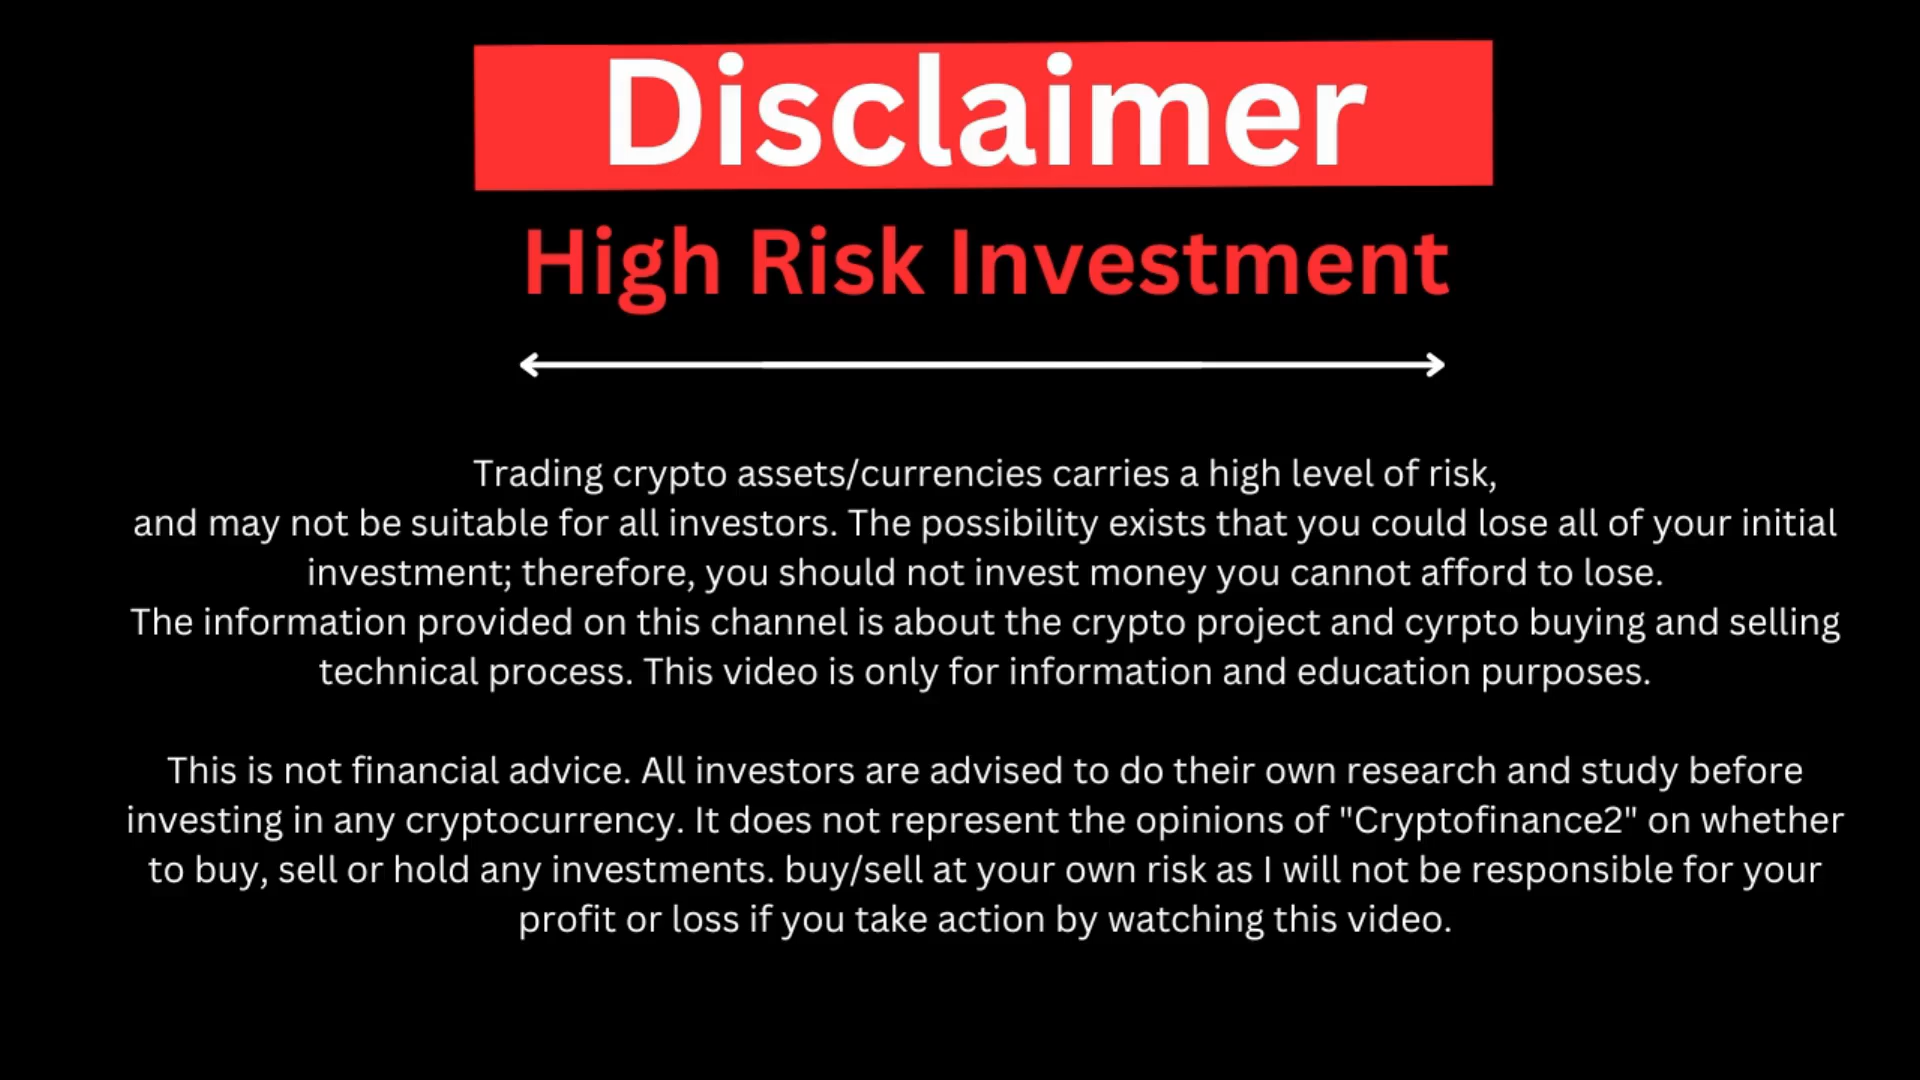 Disclaimer
High Risk Investment
Trading crypto assets/currencies carries a high level of risk,
and may not be suitable for all investors. The possibility exists that you could lose all of your initial
investment; therefore, you should not invest money you cannot afford to lose.
The information provided on this channel is about the crypto project and cyrpto buying and selling
technical process. This video is only for information and education purposes.
This is not financial advice. All investors are advised to do their own research and study before
investing in any cryptocurrency. It does not represent the opinions of "Cryptofinance2" on whether
to buy, sell or hold any investments. buy/sell at your own risk as I will not be responsible for your
profit or loss if you take action by watching this video.